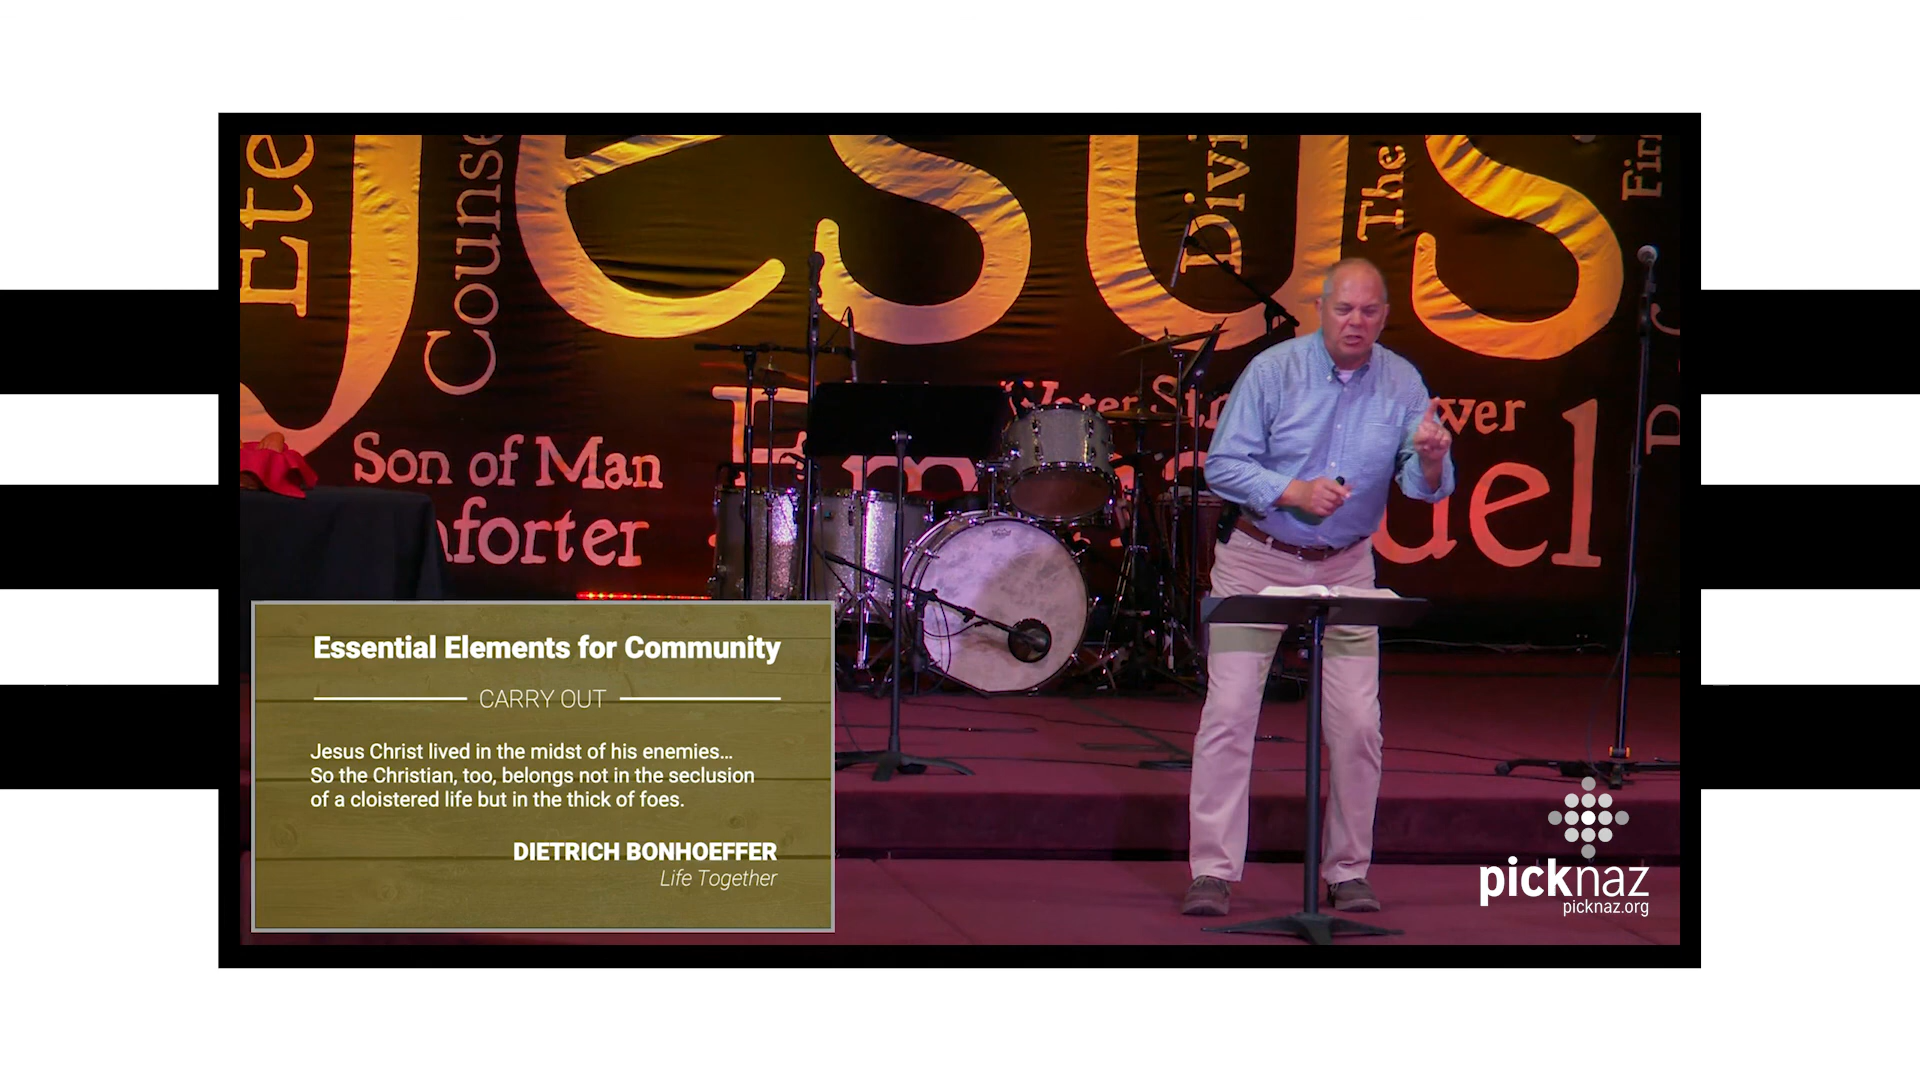 Jesus
Son of Man
Essential Elements for Community
CARRY OUT
Jesus Christ lived in the midst of his enemies...
So the Christian, too, belongs not in the seclusion
of a cloistered life but in the thick of foes.
DIETRICH BONHOEFFER
Life Together
picknaz
picknaz.org